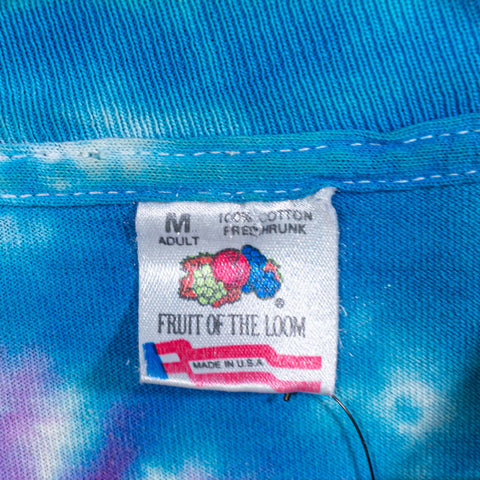 M 100% COTTON
ADULT PRESHRUNK
®
FRUIT OF THE LOOM
MADE IN U.S.A